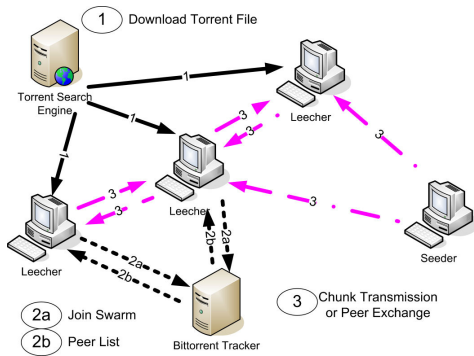 1 Download Torrent File
Torrent Search
Engine
1
1
1
3
3
Leecher
3
3
3
3
Leecher
Leecher
Seeder
2a
2b
2b
2a
Bittorrent Tracker
2a Join Swarm
2b Peer List
3 Chunk Transmission
or Peer Exchange